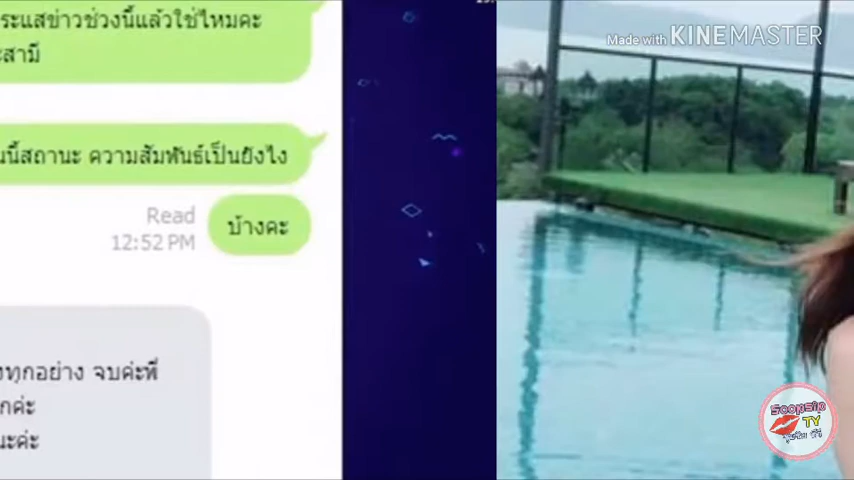 ระแสข่าวช่วงนี้แล้วใช่ไหมคะ
ะสามี
นนี้สถานะ ความสัมพันธ์เป็นยังไง
Read
12:52 PM
บ้างคะ
งทุกอย่าง จบค่ะพี่
กค่ะ
นะค่ะ
Made with KINEMASTER
Scoopsip
TV